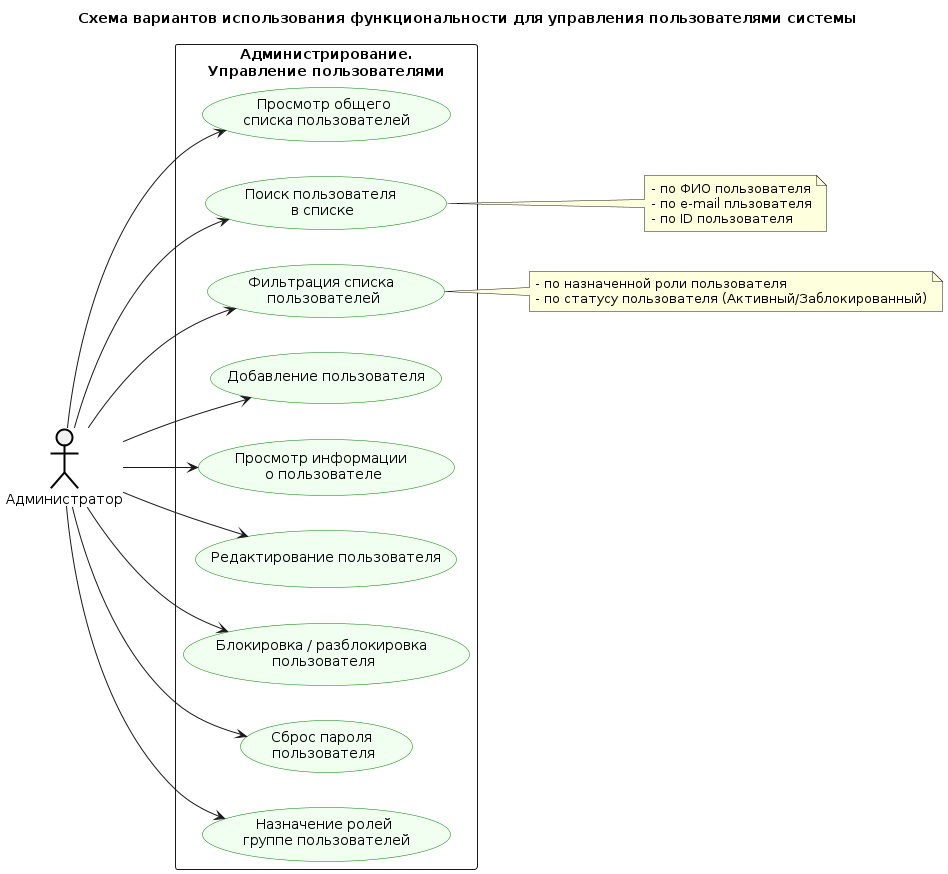 Схема вариантов использования функциональности для управления пользователями системы
Администрирование.
Управление пользователями
Просмотр общего
списка пользователей
Поиск пользователя
в списке
- по ФИО пользователя
- по e-mail пльзователя
- по ID пользователя
Фильтрация списка
пользователей
- по назначенной роли пользователя
- по статусу пользователя (Активный/Заблокированный)
Добавление пользователя
Просмотр информации
о пользователе
Администратор
Редактирование пользователя
Блокировка / разблокировка
пользователя
Сброс пароля
пользователя
Назначение ролей
группе пользователей